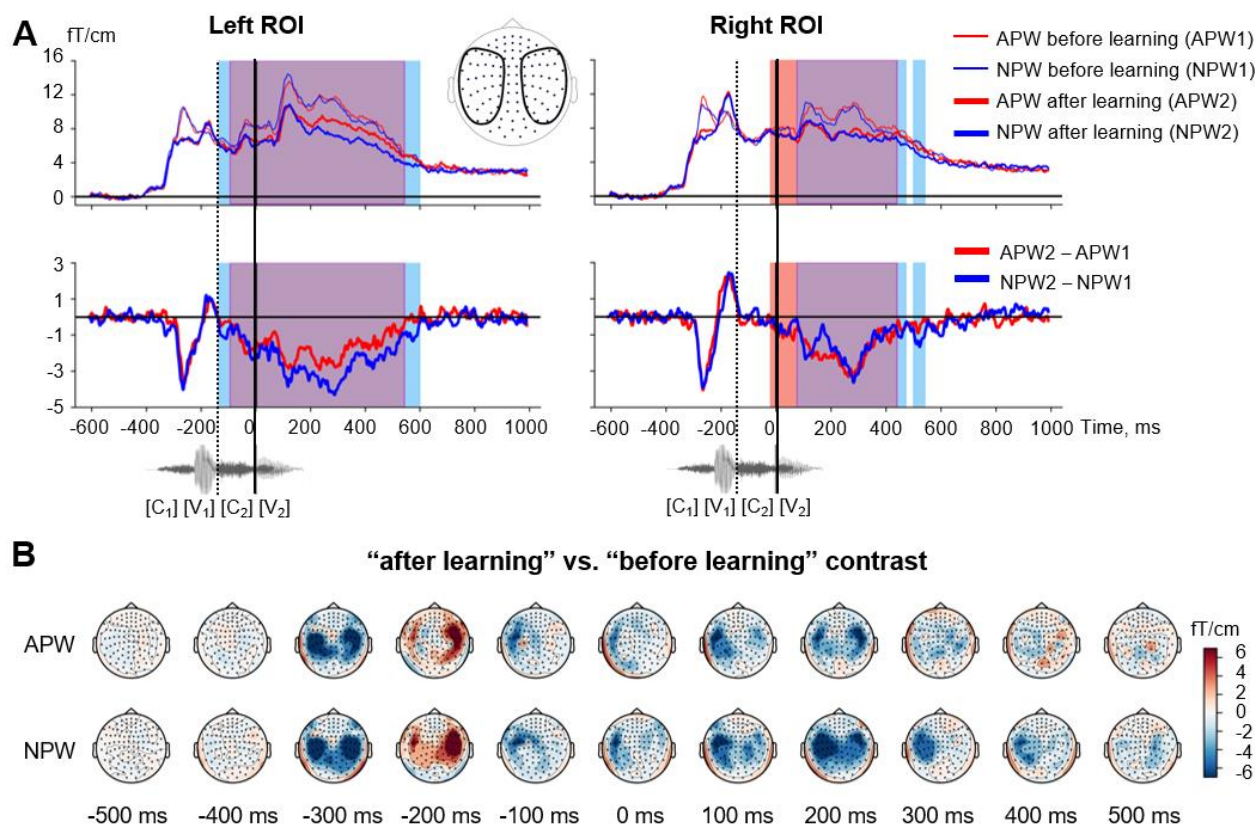 A
Left ROI
Right ROI
fT/cm
16
12
8
4
0
APW before learning (APW1)
NPW before learning (NPW1)
APW after learning (APW2)
NPW after learning (NPW2)
3
1
-1
-3
-5
APW2 – APW1
NPW2 – NPW1
-600 -400 -200 0 200 400 600 800 1000
-600 -400 -200 0 200 400 600 800 1000 Time, ms
[C₁] [V₁] [C₂] [V₂]
[C₁] [V₁] [C₂] [V₂]
B
“after learning” vs. “before learning” contrast
APW
NPW
fT/cm
6
4
2
0
-2
-4
-6
-500 ms -400 ms -300 ms -200 ms -100 ms 0 ms 100 ms 200 ms 300 ms 400 ms 500 ms